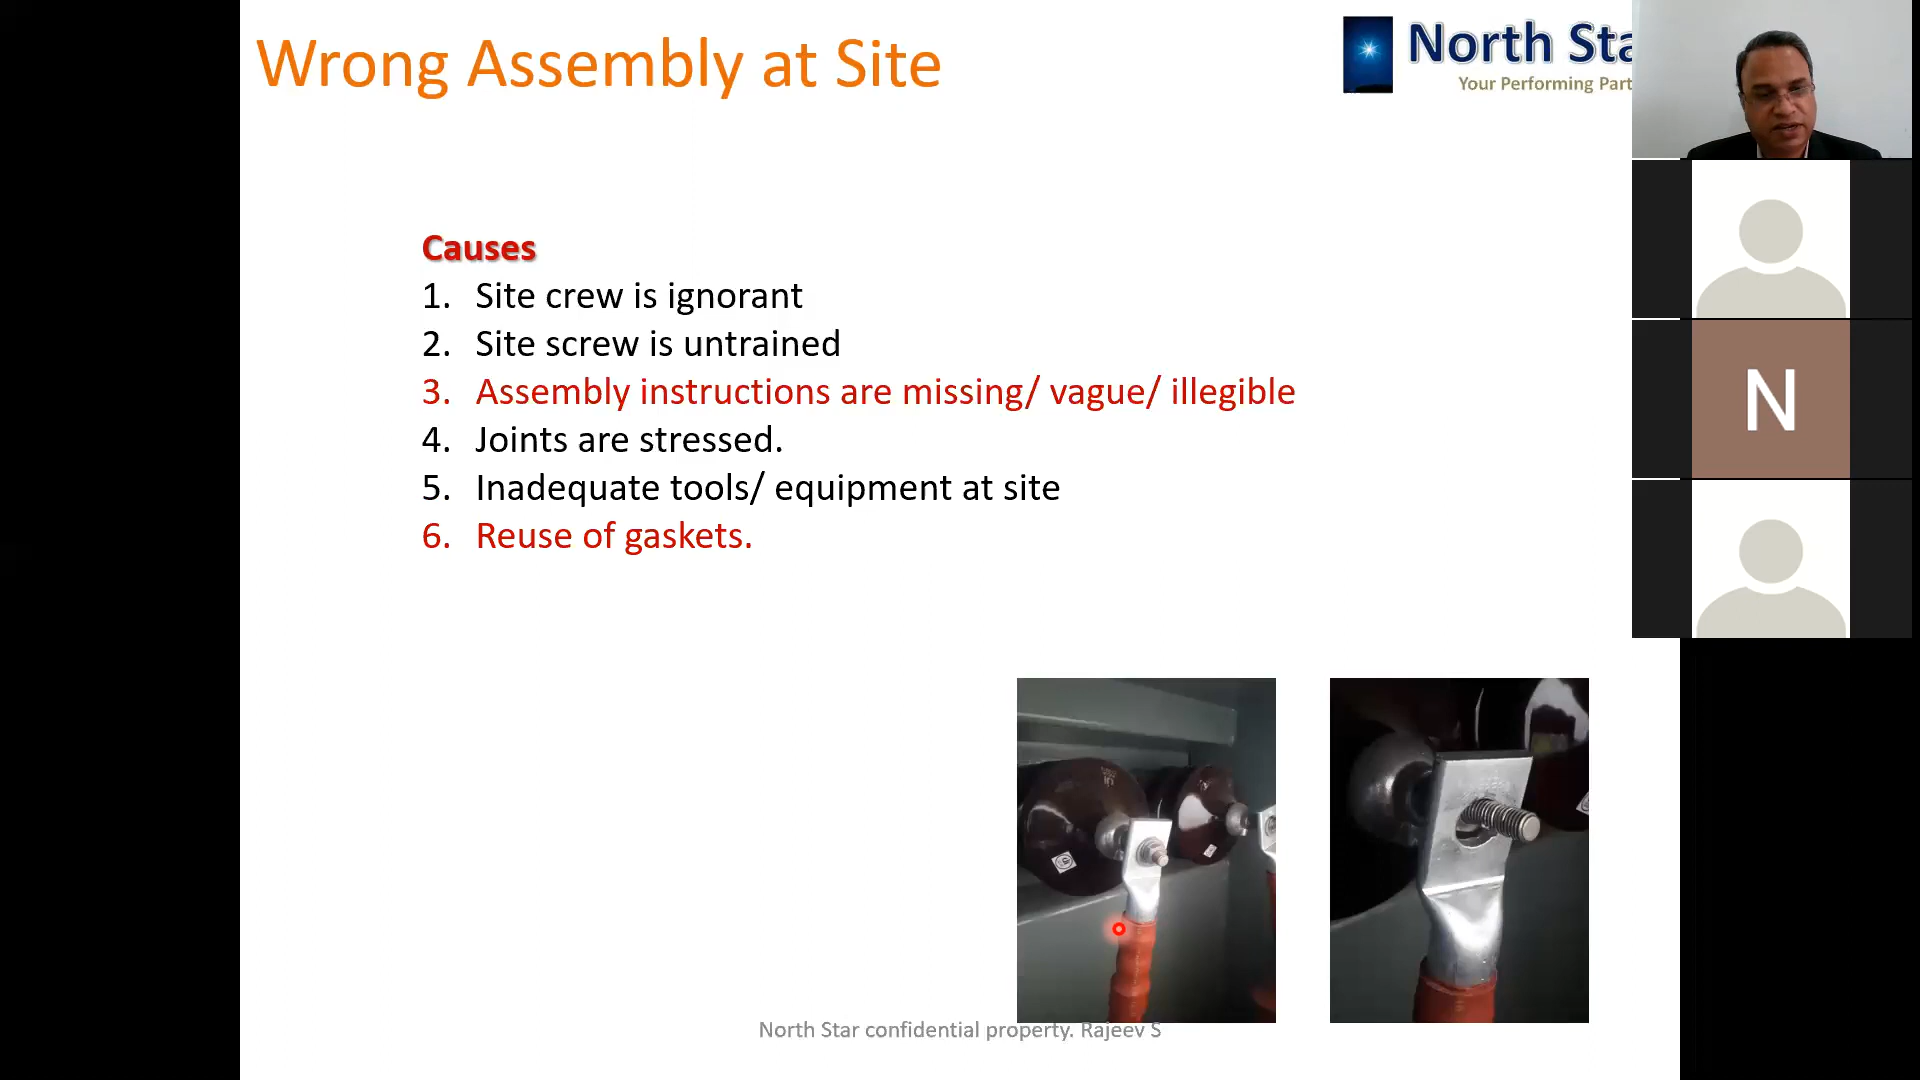 Wrong Assembly at Site
North Sta
Your Performing Part
Causes
1. Site crew is ignorant
2. Site screw is untrained
3. Assembly instructions are missing/ vague/ illegible
4. Joints are stressed.
5. Inadequate tools/ equipment at site
6. Reuse of gaskets.
N
North Star confidential property. Rajeev S